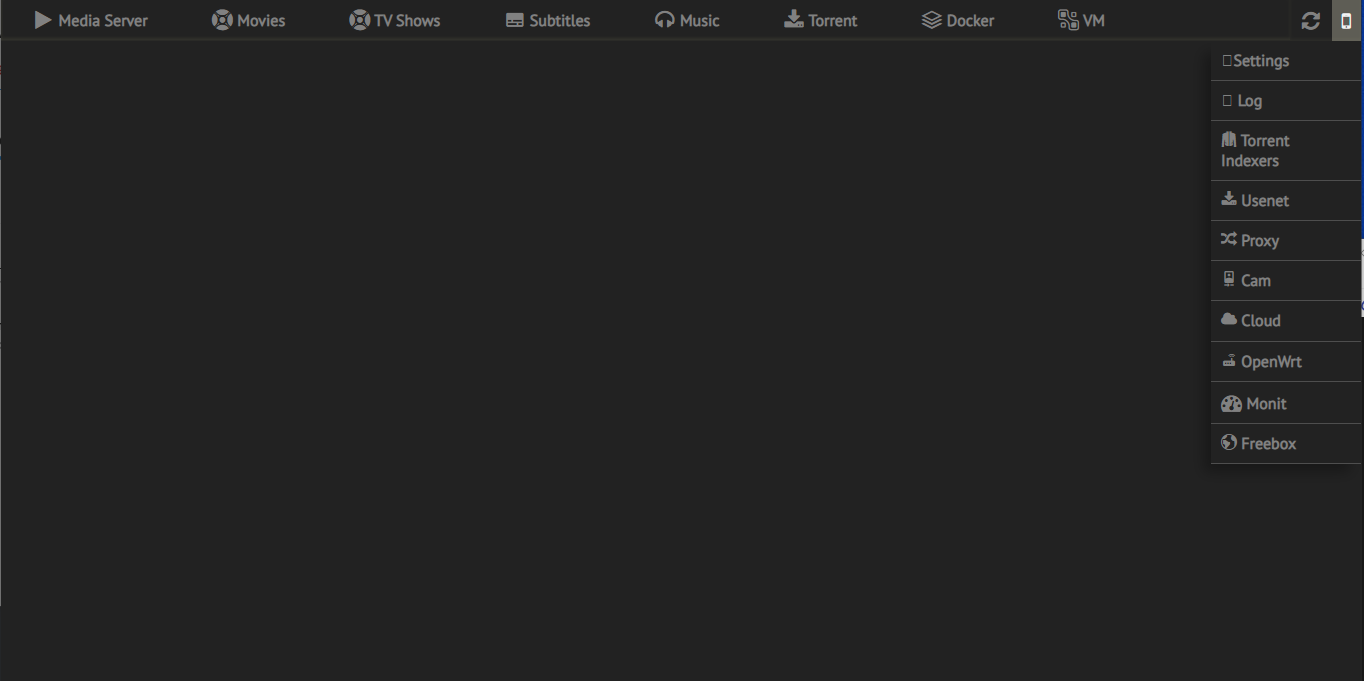 Media Server Movies TV Shows Subtitles Music Torrent Docker VM
Settings
Log
Torrent
Indexers
Usenet
Proxy
Cam
Cloud
OpenWrt
Monit
Freebox